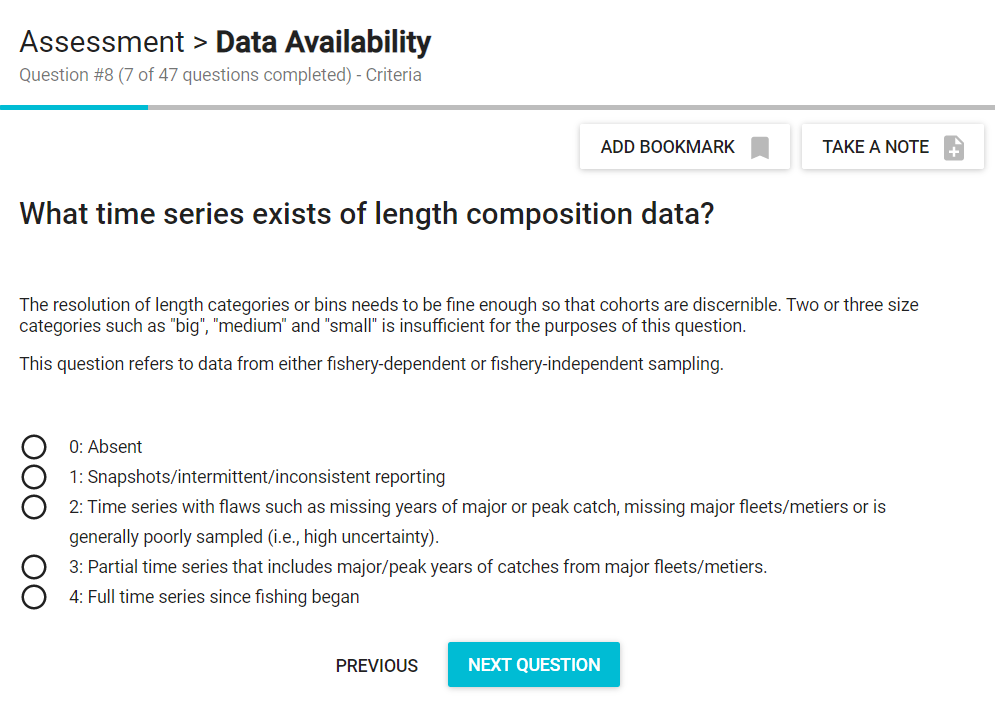 Assessment > Data Availability
Question #8 (7 of 47 questions completed) - Criteria
ADD BOOKMARK
TAKE A NOTE
What time series exists of length composition data?
The resolution of length categories or bins needs to be fine enough so that cohorts are discernible. Two or three size
categories such as "big", "medium" and "small" is insufficient for the purposes of this question.
This question refers to data from either fishery-dependent or fishery-independent sampling.
0: Absent
1: Snapshots/intermittent/inconsistent reporting
2: Time series with flaws such as missing years of major or peak catch, missing major fleets/metiers or is
generally poorly sampled (i.e., high uncertainty).
3: Partial time series that includes major/peak years of catches from major fleets/metiers.
4: Full time series since fishing began
PREVIOUS
NEXT QUESTION